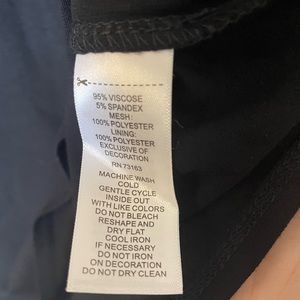 95% VISCOSE
5% SPANDEX
MESH:
100% POLYESTER
LINING:
100% POLYESTER
EXCLUSIVE OF
DECORATION
RN 73163
MACHINE WASH
COLD
GENTLE CYCLE
INSIDE OUT
WITH LIKE COLORS
DO NOT BLEACH
RESHAPE AND
DRY FLAT
COOL IRON
IF NECESSARY
DO NOT IRON
ON DECORATION
DO NOT DRY CLEAN